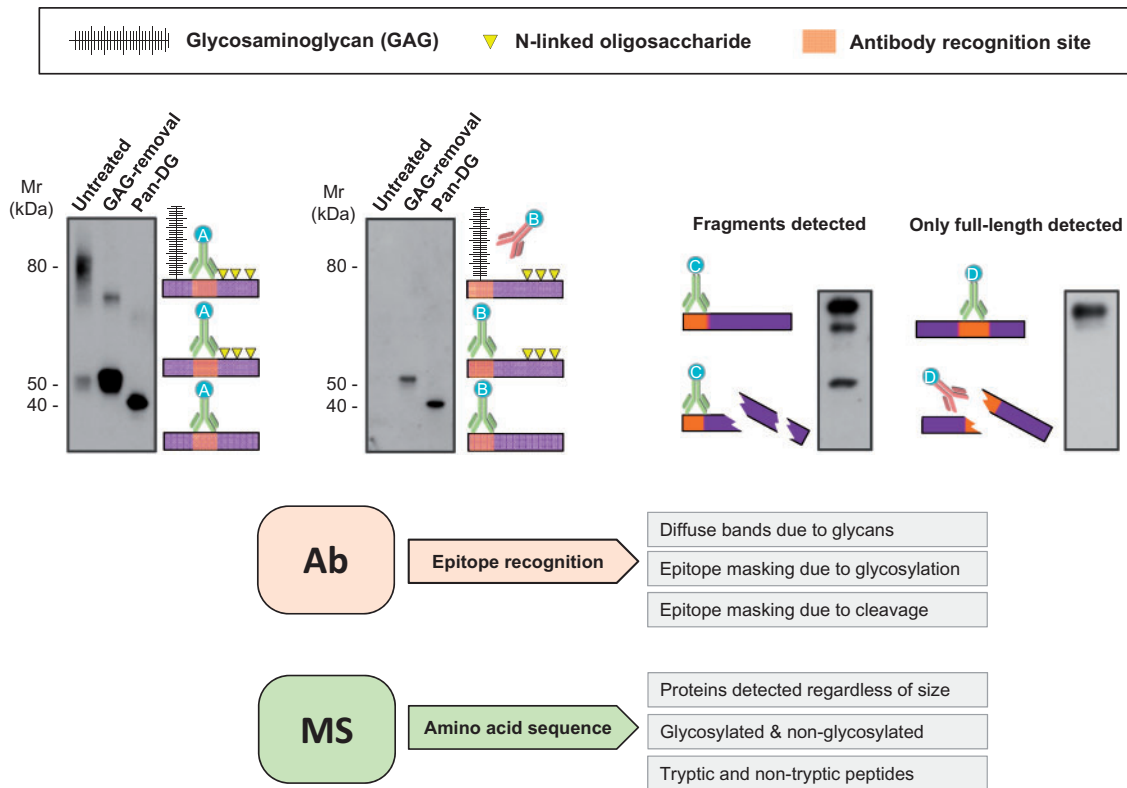 Glycosaminoglycan (GAG)
N-linked oligosaccharide
Antibody recognition site
Mr
(kDa)
Untreated
GAG-removal
Pan-DG
80 -
50 -
40 -
A
A
A
Mr
(kDa)
Untreated
GAG-removal
Pan-DG
80 -
50 -
40 -
B
B
B
Fragments detected
C
C
Only full-length detected
D
D
Ab
Epitope recognition
Diffuse bands due to glycans
Epitope masking due to glycosylation
Epitope masking due to cleavage
MS
Amino acid sequence
Proteins detected regardless of size
Glycosylated & non-glycosylated
Tryptic and non-tryptic peptides